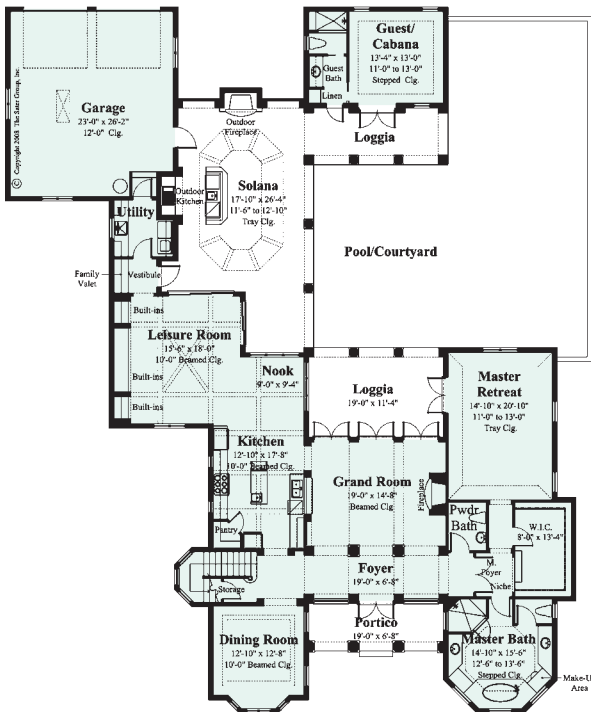 Guest/
Cabana
13'-4" x 13'-0"
11'-0" to 13'-0"
Stepped Clg.
Guest
Bath
Linen
Garage
23'-0" x 26'-2"
12'-0" Clg.
© Copyright 2008 The Sater Group, Inc.
Outdoor
Fireplace
Loggia
Solana
17'-10" x 26'-4"
11'-6" to 12'-10"
Tray Clg.
Outdoor
Kitchen
Utility
Pool/Courtyard
Family
Valet
Vestibule
Built-ins
Leisure Room
15'-6" x 18'-0"
10'-0" Beamed Clg.
Built-ins
Built-ins
Nook
9'-0" x 9'-4"
Loggia
19'-0" x 11'-4"
Master
Retreat
14'-10" x 20'-10"
11'-0" to 13'-0"
Tray Clg.
Kitchen
12'-10" x 17'-8"
10'-0" Beamed Clg.
Grand Room
19'-0" x 14'-8"
Beamed Clg.
Fireplace
Pwdr
Bath
W.I.C.
8'-0" x 13'-4"
Pantry
Foyer
19'-0" x 6'-8"
M.
Foyer
Niche
Storage
Portico
19'-0" x 6'-8"
Dining Room
12'-10" x 12'-8"
10'-0" Beamed Clg.
Master Bath
14'-10" x 15'-6"
12'-6" to 13'-6"
Stepped Clg.
Make-U
Area